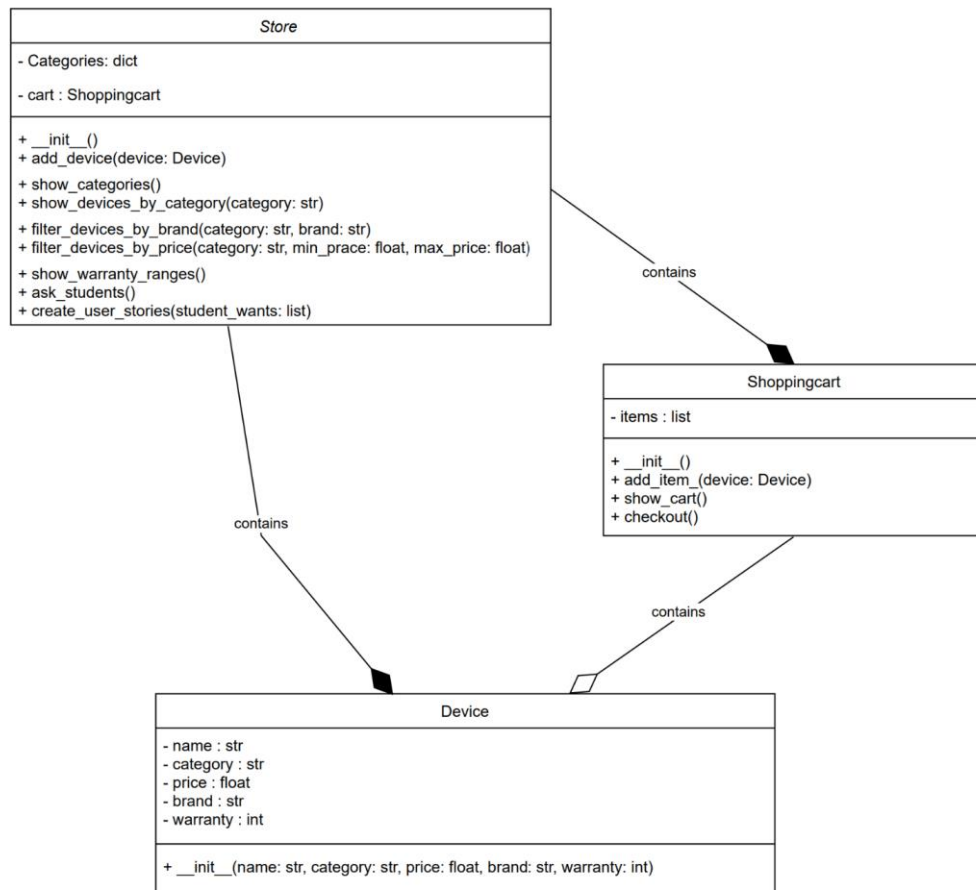 Store
- Categories: dict
- cart : Shoppingcart
+ __init__()
+ add_device(device: Device)
+ show_categories()
+ show_devices_by_category(category: str)
+ filter_devices_by_brand(category: str, brand: str)
+ filter_devices_by_price(category: str, min_prace: float, max_price: float)
+ show_warranty_ranges()
+ ask_students()
+ create_user_stories(student_wants: list)
contains
Shoppingcart
- items : list
+ __init__()
+ add_item_(device: Device)
+ show_cart()
+ checkout()
contains
contains
Device
- name : str
- category : str
- price : float
- brand : str
- warranty : int
+ __init__(name: str, category: str, price: float, brand: str, warranty: int)